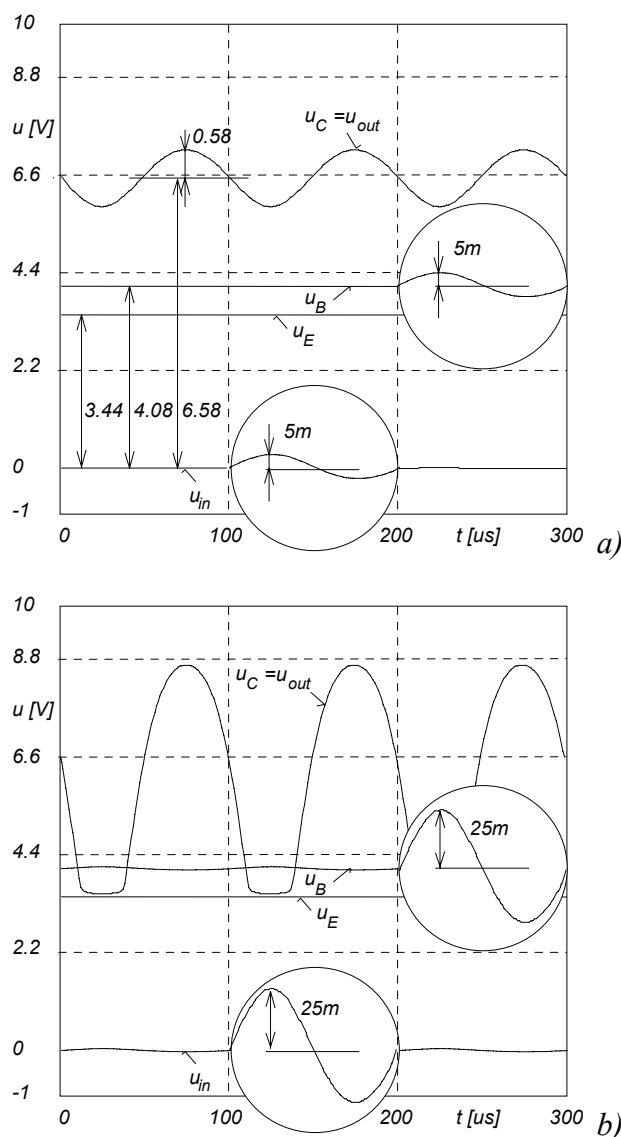 10
8.8
u [V]
0.58
u_C = u_out
6.6
4.4
5m
u_B
u_E
2.2
3.44 4.08 6.58
5m
0
u_in
-1
0 100 200 t [us] 300
a)
10
8.8
u_C = u_out
u [V]
6.6
25m
4.4
u_B
u_E
2.2
25m
0
u_in
-1
0 100 200 t [us] 300
b)